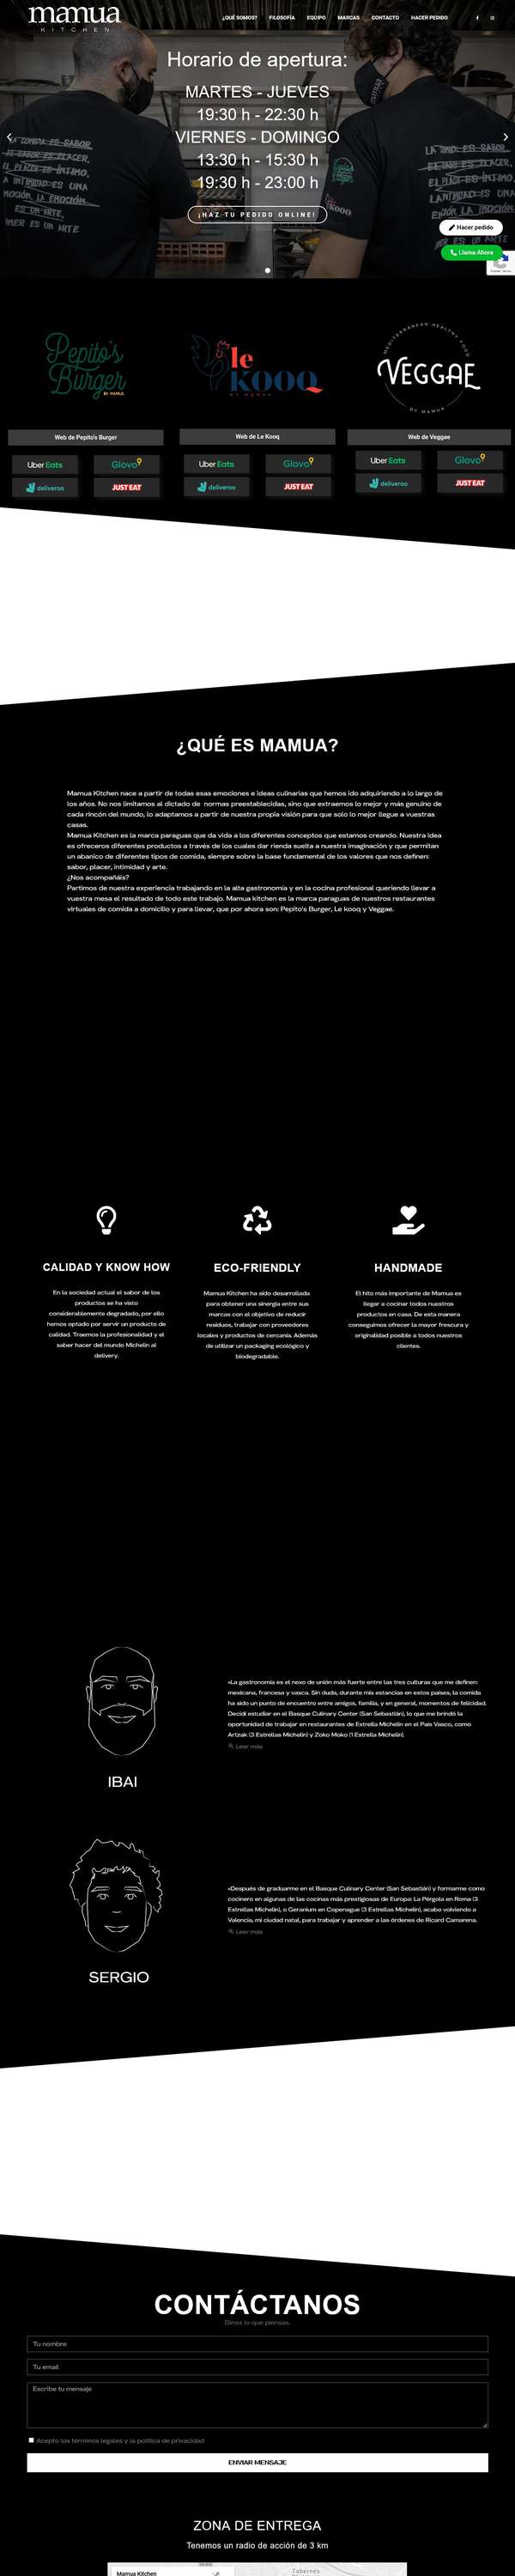 mamua
KITCHEN
¿QUÉ SOMOS? FILOSOFÍA EQUIPO MARCAS CONTACTO HACER PEDIDO
Horario de apertura:
MARTES - JUEVES
19:30 h - 22:30 h
VIERNES - DOMINGO
13:30 h - 15:30 h
19:30 h - 23:00 h
¡HAZ TU PEDIDO ONLINE!
Hacer pedido
Llama Ahora
Pepito's
Burger
BY MAMUA
le
KOOQ
BY MAMUA
MEDITERRANEAN HEALTHY FOOD
VEGGAE
BY MAMUA
Web de Pepito's Burger
Web de Le Kooq
Web de Veggae
Uber Eats Glovo
deliveroo JUST EAT
Uber Eats Glovo
deliveroo JUST EAT
Uber Eats Glovo
deliveroo JUST EAT
¿QUÉ ES MAMUA?
Mamua Kitchen nace a partir de todas esas emociones e ideas culinarias que hemos ido adquiriendo a lo largo de
los años. No nos limitamos al dictado de normas preestablecidas, sino que extraemos lo mejor y más genuino de
cada rincón del mundo, lo adaptamos a partir de nuestra propia visión para que solo lo mejor llegue a vuestras
casas.
Mamua Kitchen es la marca paraguas que da vida a los diferentes conceptos que estamos creando. Nuestra idea
es ofreceros diferentes productos a través de los cuales dar rienda suelta a nuestra imaginación y que permitan
un abanico de diferentes tipos de comida, siempre sobre la base fundamental de los valores que nos definen:
sabor, placer, intimidad y arte.
¿Nos acompañáis?
Partimos de nuestra experiencia trabajando en la alta gastronomía y en la cocina profesional queriendo llevar a
vuestra mesa el resultado de todo este trabajo. Mamua kitchen es la marca paraguas de nuestros restaurantes
virtuales de comida a domicilio y para llevar, que por ahora son: Pepito's Burger, Le kooq y Veggae.
CALIDAD Y KNOW HOW
En la sociedad actual el sabor de los
productos se ha visto
considerablemente degradado, por ello
hemos optado por servir un producto de
calidad. Traemos la profesionalidad y el
saber hacer del mundo Michelin al
delivery.
ECO-FRIENDLY
Mamua Kitchen ha sido desarrollada
para obtener una sinergia entre sus
marcas con el objetivo de reducir
residuos, trabajar con proveedores
locales y productos de cercanía. Además
de utilizar un packaging ecológico y
biodegradable.
HANDMADE
El hito más importante de Mamua es
llegar a cocinar todos nuestros
productos en casa. De esta manera
conseguimos ofrecer la mayor frescura y
originalidad posible a todos nuestros
clientes.
«La gastronomía es el nexo de unión más fuerte entre las tres culturas que me definen:
mexicana, francesa y vasca. Sin duda, durante mis estancias en estos países, la comida
ha sido un punto de encuentro entre amigos, familia, y en general, momentos de felicidad.
Decidí estudiar en el Basque Culinary Center (San Sebastián), lo que me brindó la
oportunidad de trabajar en restaurantes de Estrella Michelin en el País Vasco, como
Artzak (3 Estrellas Michelin) y Zoko Moko (1 Estrella Michelin).
Leer más
IBAI
«Después de graduarme en el Basque Culinary Center (San Sebastián) y formarme como
cocinero en algunas de las cocinas más prestigiosas de Europa: La Pérgola en Roma (3
Estrellas Michelin), o Geranium en Copenague (3 Estrellas Michelin), acabo volviendo a
Valencia, mi ciudad natal, para trabajar y aprender a las órdenes de Ricard Camarena.
Leer más
SERGIO
CONTÁCTANOS
Dinos lo que piensas.
Tu nombre
Tu email
Escribe tu mensaje
Acepto los términos legales y la política de privacidad
ENVIAR MENSAJE
ZONA DE ENTREGA
Tenemos un radio de acción de 3 km
Mamua Kitchen
Tabernes